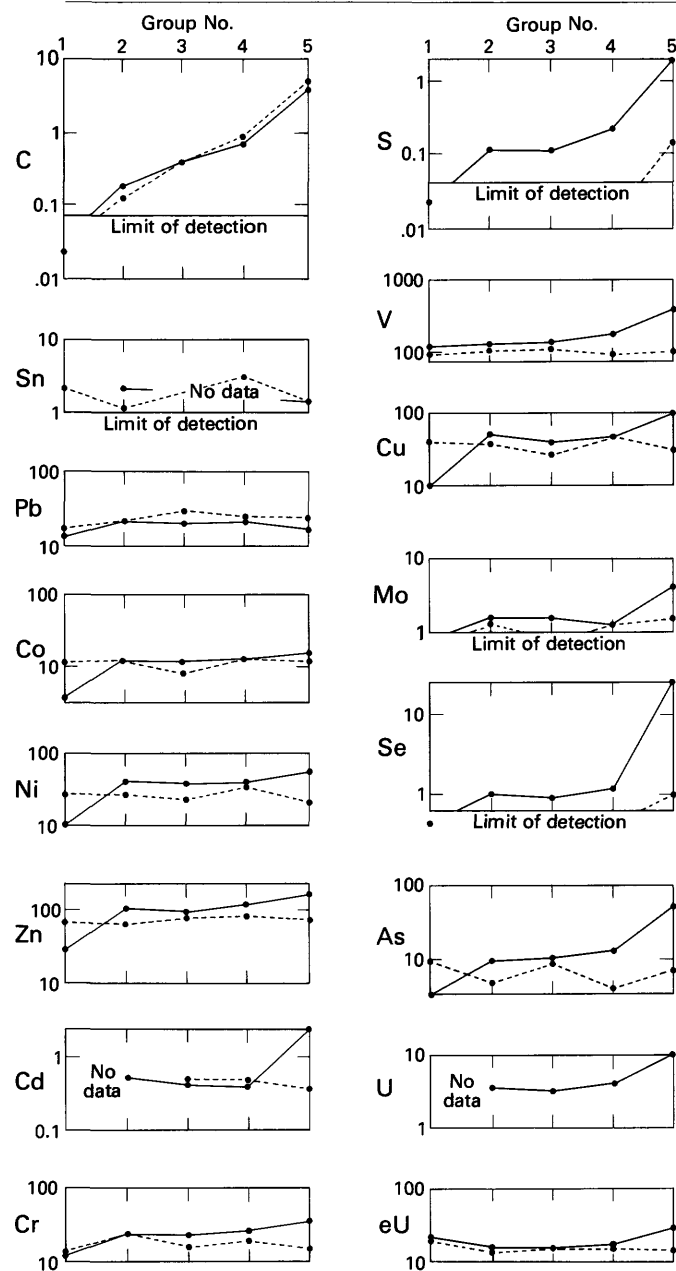 Group No.
1 2 3 4 5
10
1
C
0.1
Limit of detection
.01
10
Sn
No data
1
Limit of detection
100
Pb
10
100
Co
10
100
Ni
10
Zn
100
10
1
Cd
No
data
0.1
100
Cr
10
Group No.
1 2 3 4 5
1
S
0.1
Limit of detection
.01
1000
V
100
100
Cu
10
10
Mo
1
Limit of detection
10
Se
1
Limit of detection
100
As
10
10
U
No
data
1
100
eU
10